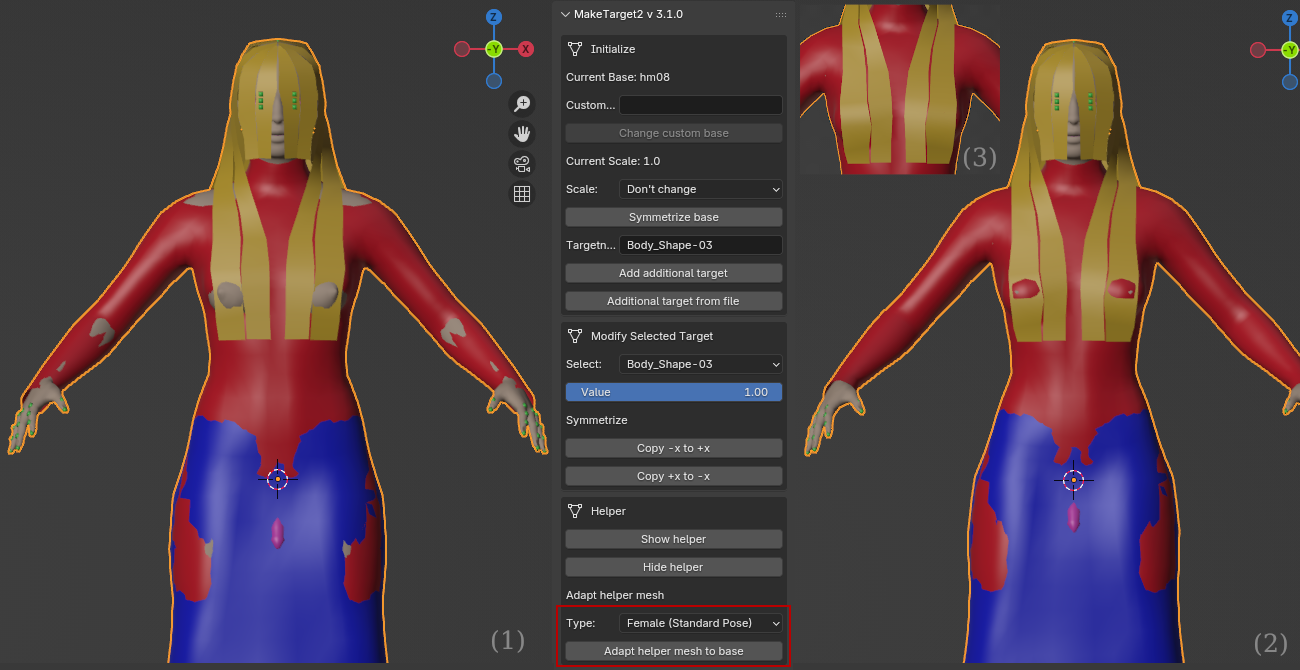 Z
-Y
X
(1)
MakeTarget2 v 3.1.0
Initialize
Current Base: hm08
Custom...
Change custom base
Current Scale: 1.0
Scale: Don't change
Symmetrize base
Targetn... Body_Shape-03
Add additional target
Additional target from file
Modify Selected Target
Select: Body_Shape-03
Value 1.00
Symmetrize
Copy -x to +x
Copy +x to -x
Helper
Show helper
Hide helper
Adapt helper mesh
Type: Female (Standard Pose)
Adapt helper mesh to base
(3)
Z
-Y
(2)